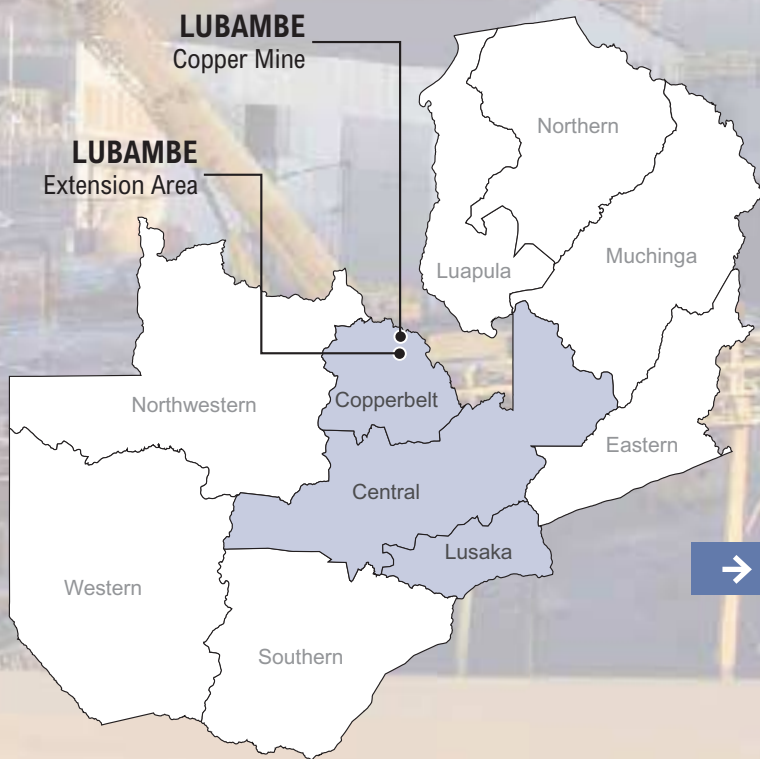 LUBAMBE
Copper Mine
LUBAMBE
Extension Area
Northern
Luapula
Muchinga
Northwestern
Copperbelt
Eastern
Central
Lusaka
Western
Southern